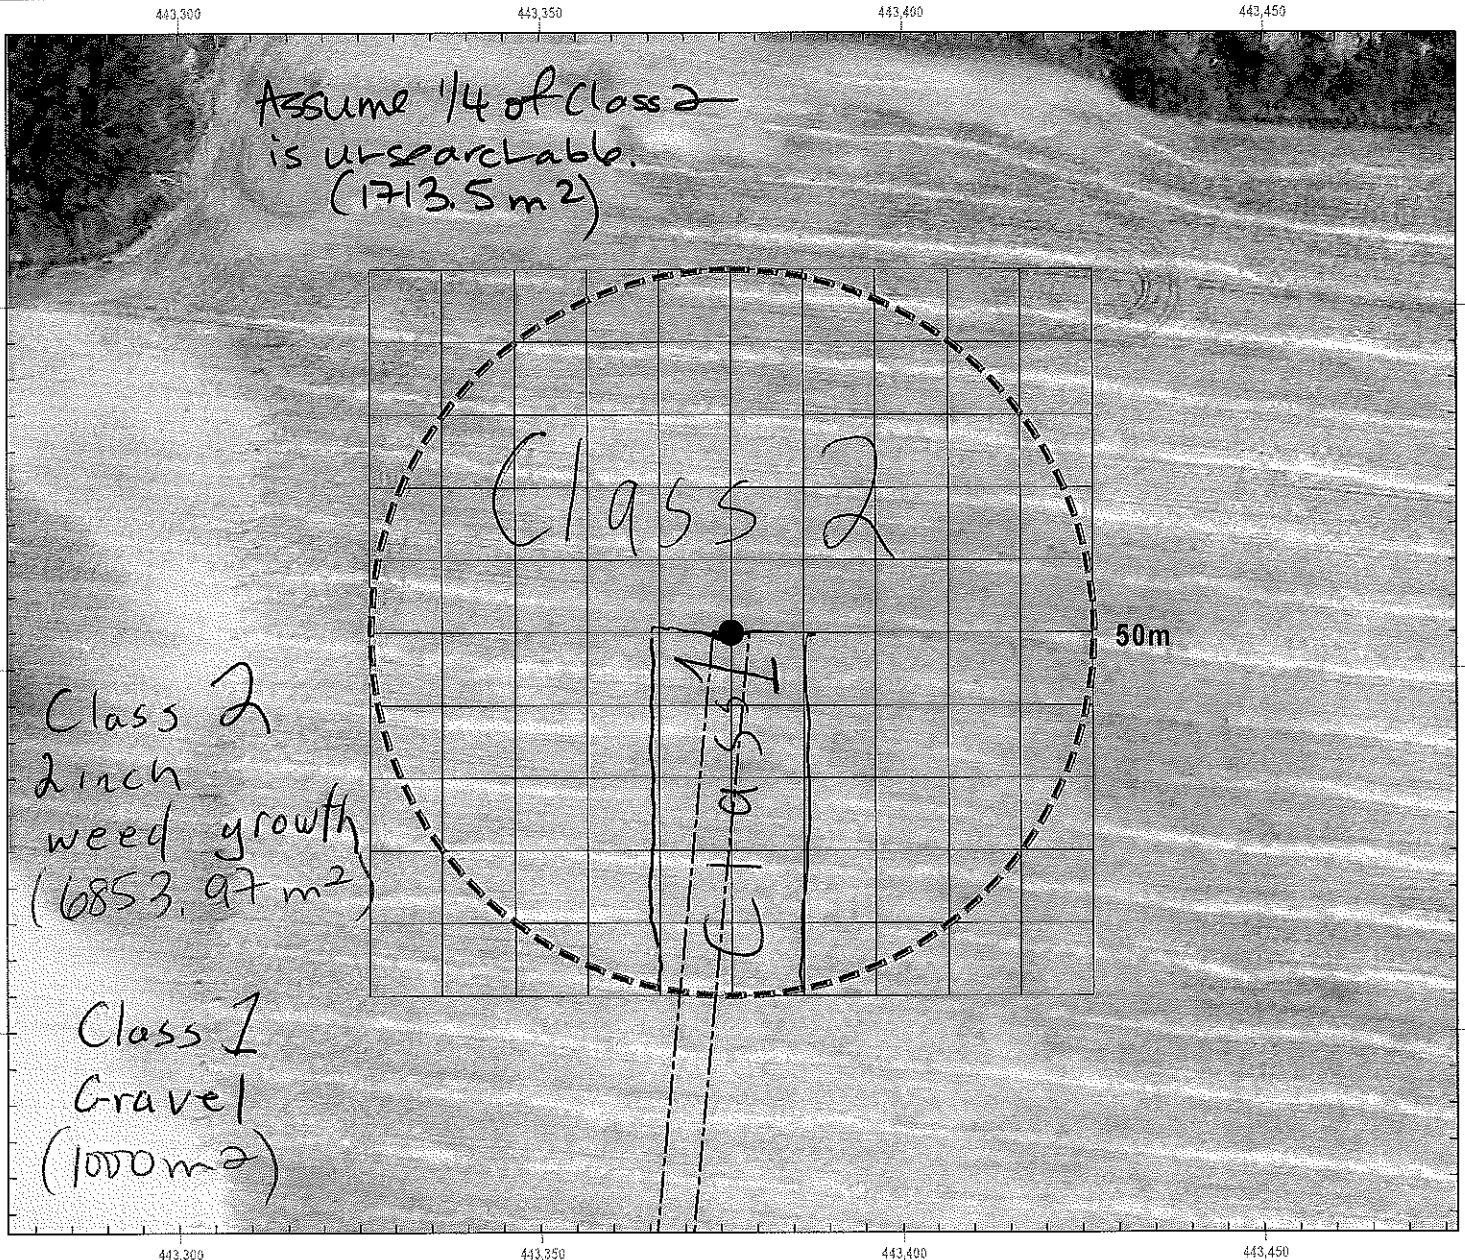 443,300 443,350 443,400 443,450
Assume 1/4 of Class 2
is unsearchable.
(1713.5 m2)
Class 2
50m
Class 1
Class 2
2 inch
weed growth
(6853.97 m2)
Class 1
Gravel
(1000 m2)
443,300 443,350 443,400 443,450